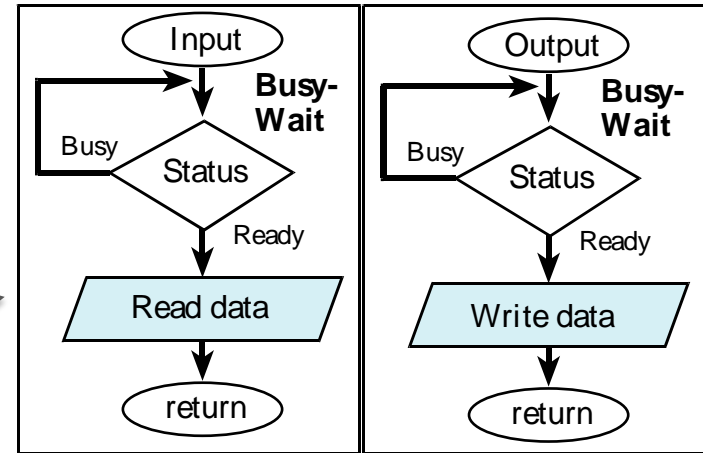 Input
Busy-
Wait
Busy
Status
Ready
Read data
return
Output
Busy-
Wait
Busy
Status
Ready
Write data
return